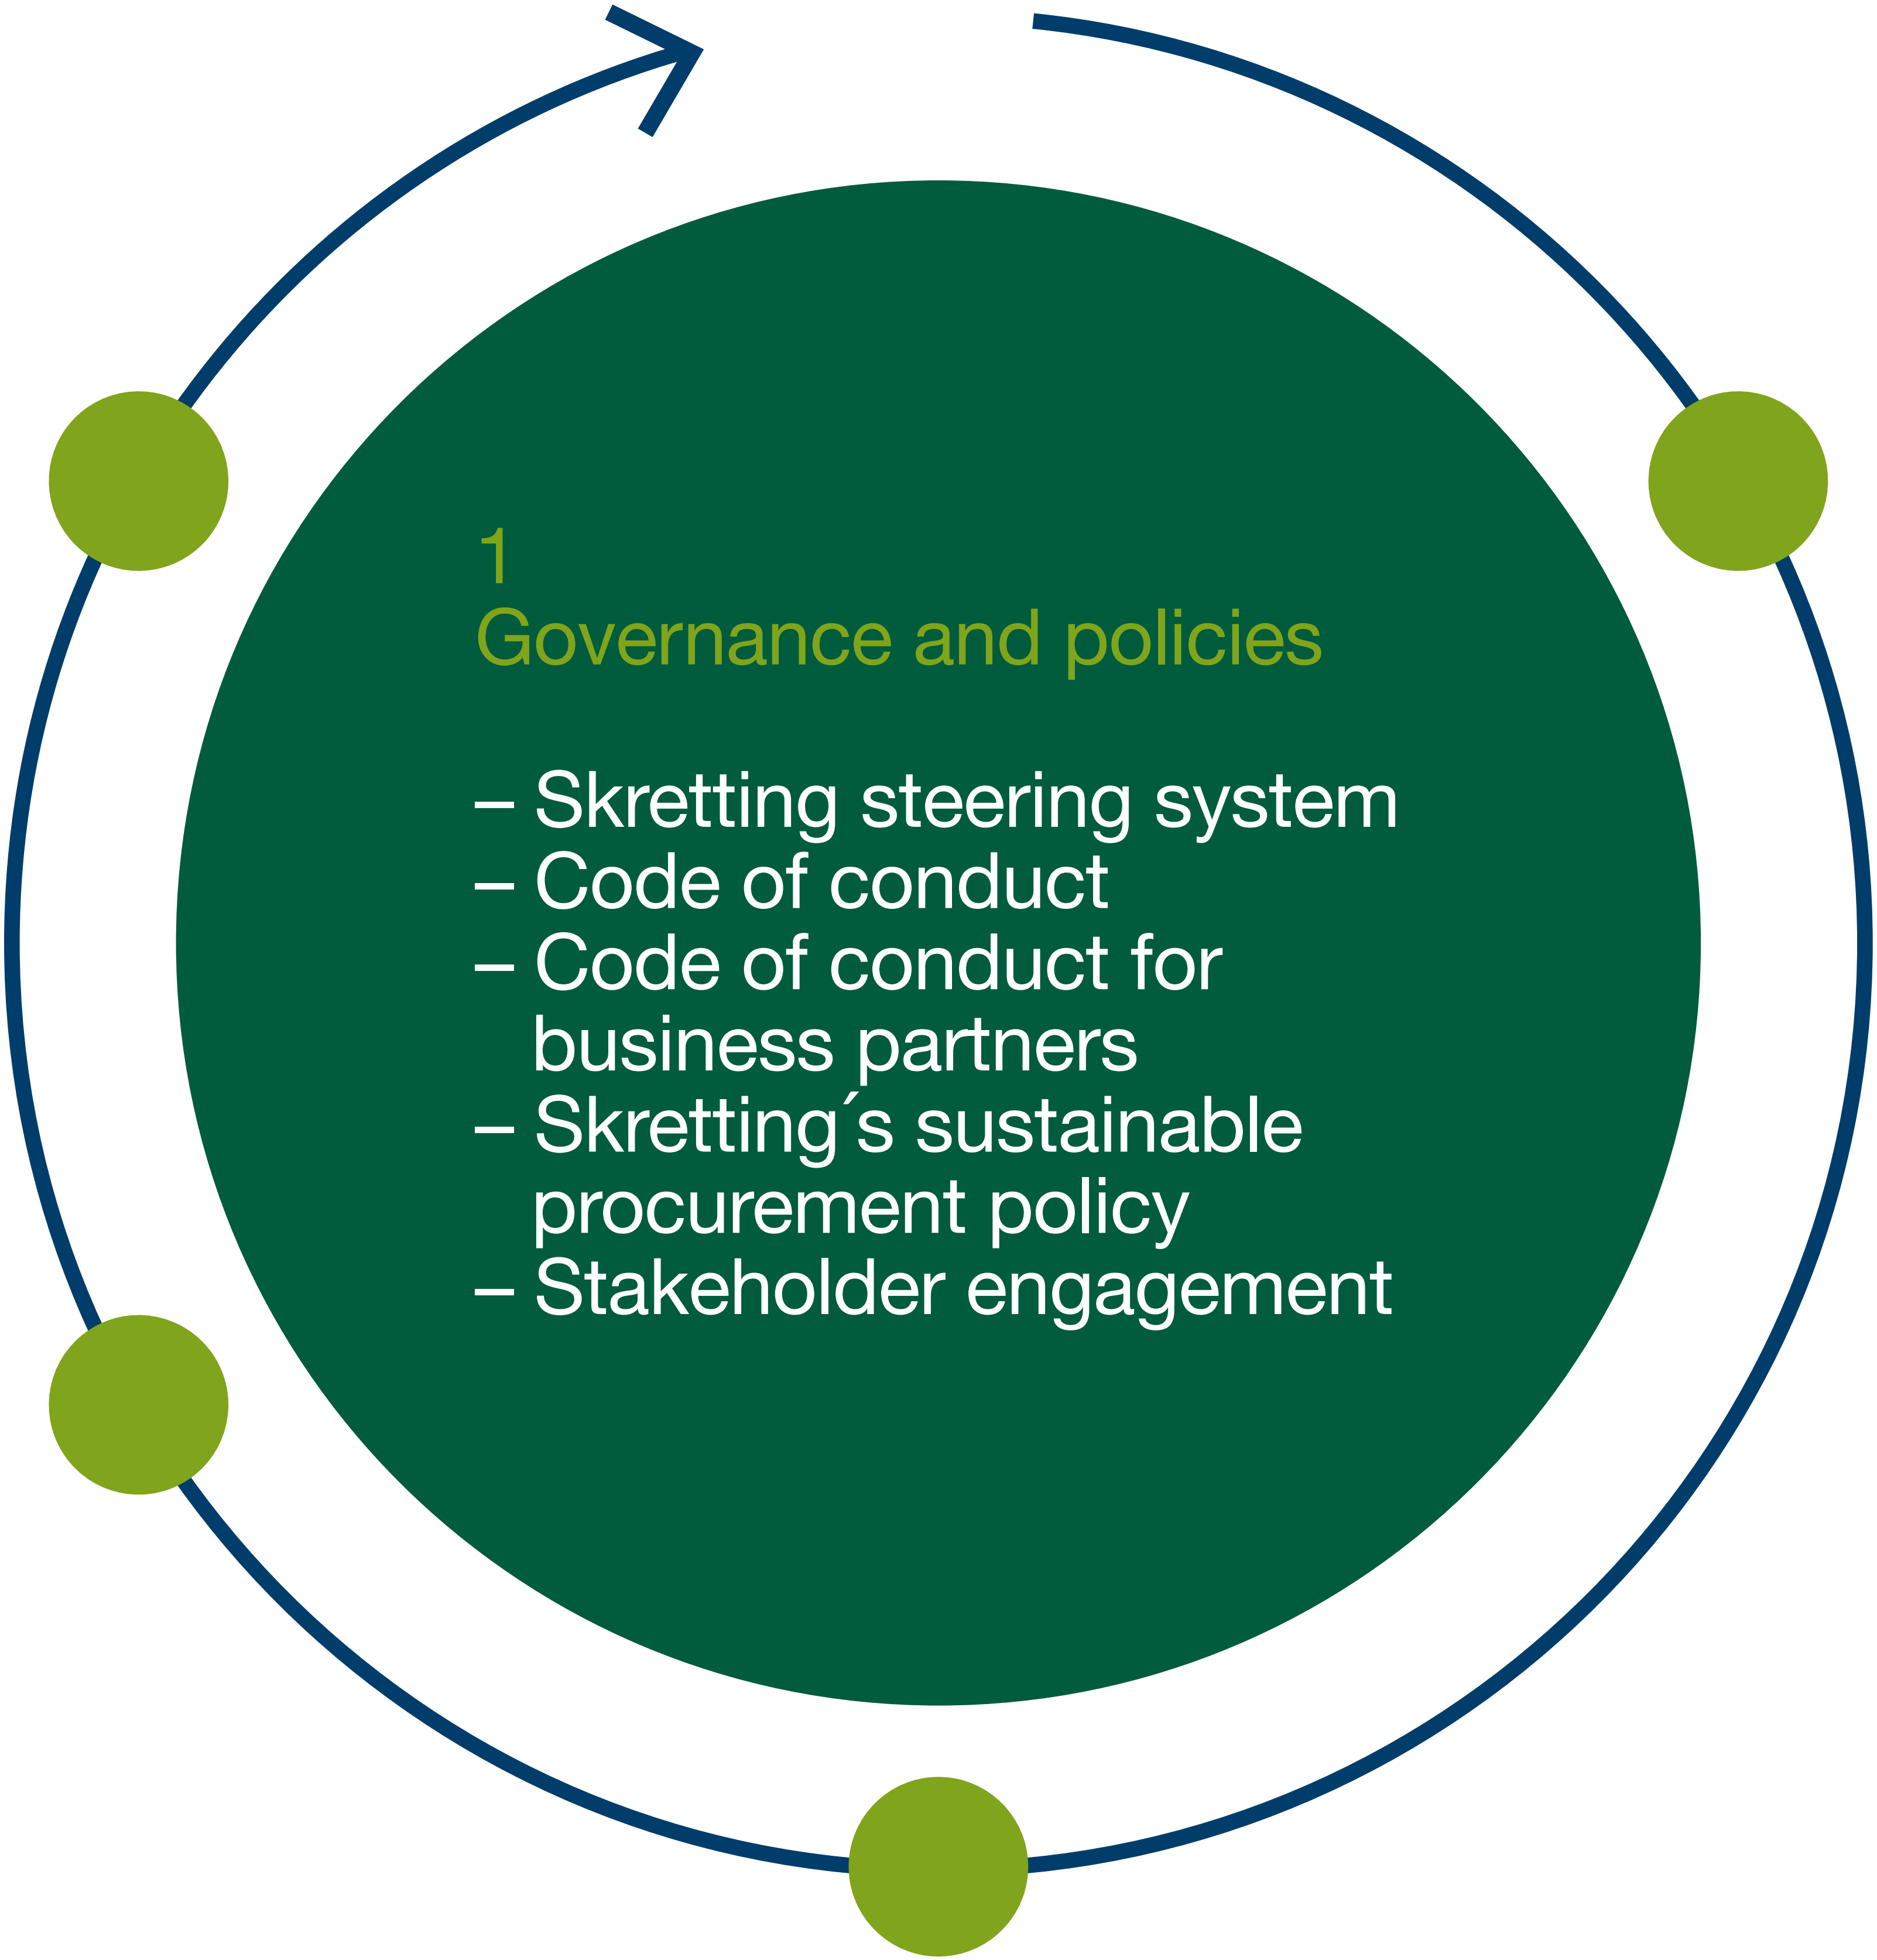 1
Governance and policies
– Skretting steering system
– Code of conduct
– Code of conduct for
business partners
– Skretting´s sustainable
procurement policy
– Stakeholder engagement